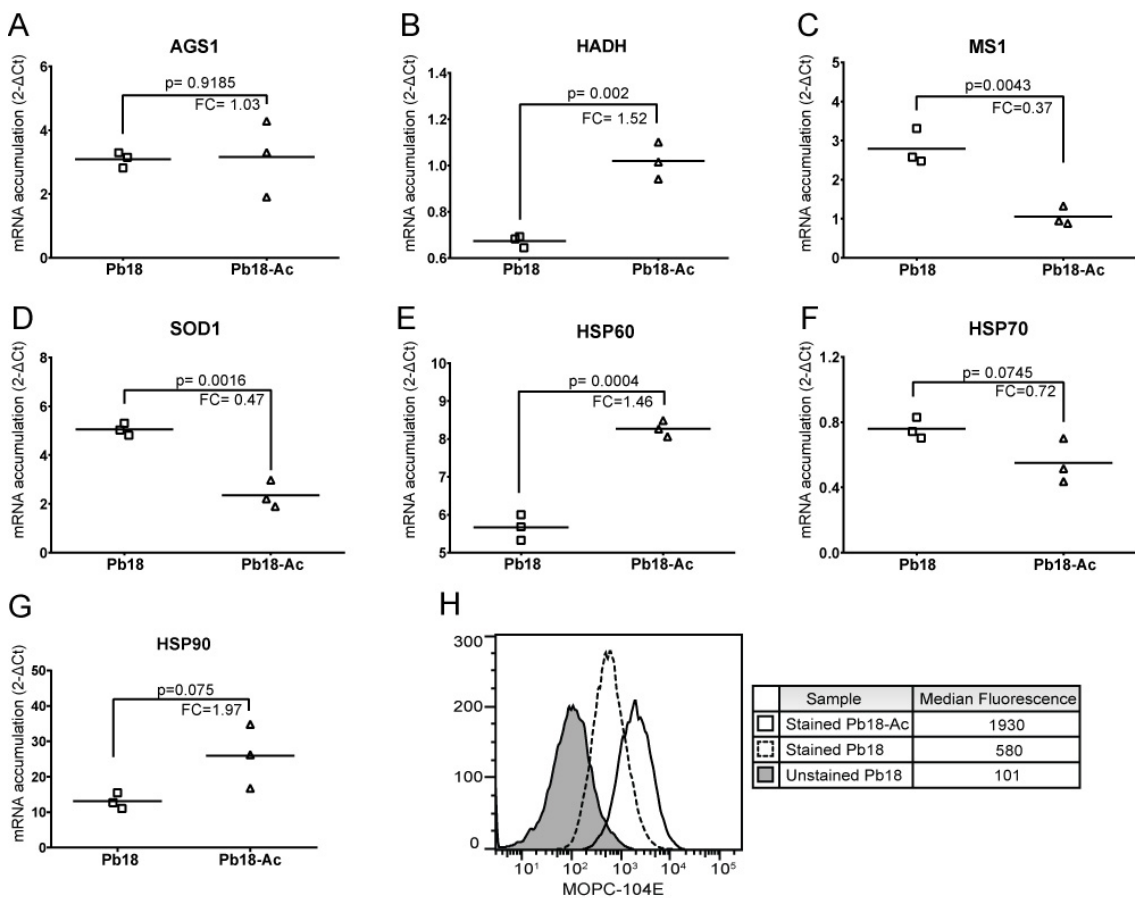 A
AGS1
mRNA accumulation (2-ΔCt)
6
4
2
0
p= 0.9185
FC= 1.03
Pb18
Pb18-Ac
B
HADH
mRNA accumulation (2-ΔCt)
1.4
1.2
1.0
0.8
0.6
p= 0.002
FC= 1.52
Pb18
Pb18-Ac
C
MS1
mRNA accumulation (2-ΔCt)
5
4
3
2
1
0
p=0.0043
FC=0.37
Pb18
Pb18-Ac
D
SOD1
mRNA accumulation (2-ΔCt)
8
6
4
2
0
p= 0.0016
FC= 0.47
Pb18
Pb18-Ac
E
HSP60
mRNA accumulation (2-ΔCt)
10
9
8
7
6
5
p= 0.0004
FC=1.46
Pb18
Pb18-Ac
F
HSP70
mRNA accumulation (2-ΔCt)
1.2
0.8
0.4
0.0
p= 0.0745
FC=0.72
Pb18
Pb18-Ac
G
HSP90
mRNA accumulation (2-ΔCt)
50
40
30
20
10
0
p=0.075
FC=1.97
Pb18
Pb18-Ac
H
300
200
100
0
10¹ 10² 10³ 10⁴ 10⁵
MOPC-104E
Sample Median Fluorescence
Stained Pb18-Ac 1930
Stained Pb18 580
Unstained Pb18 101